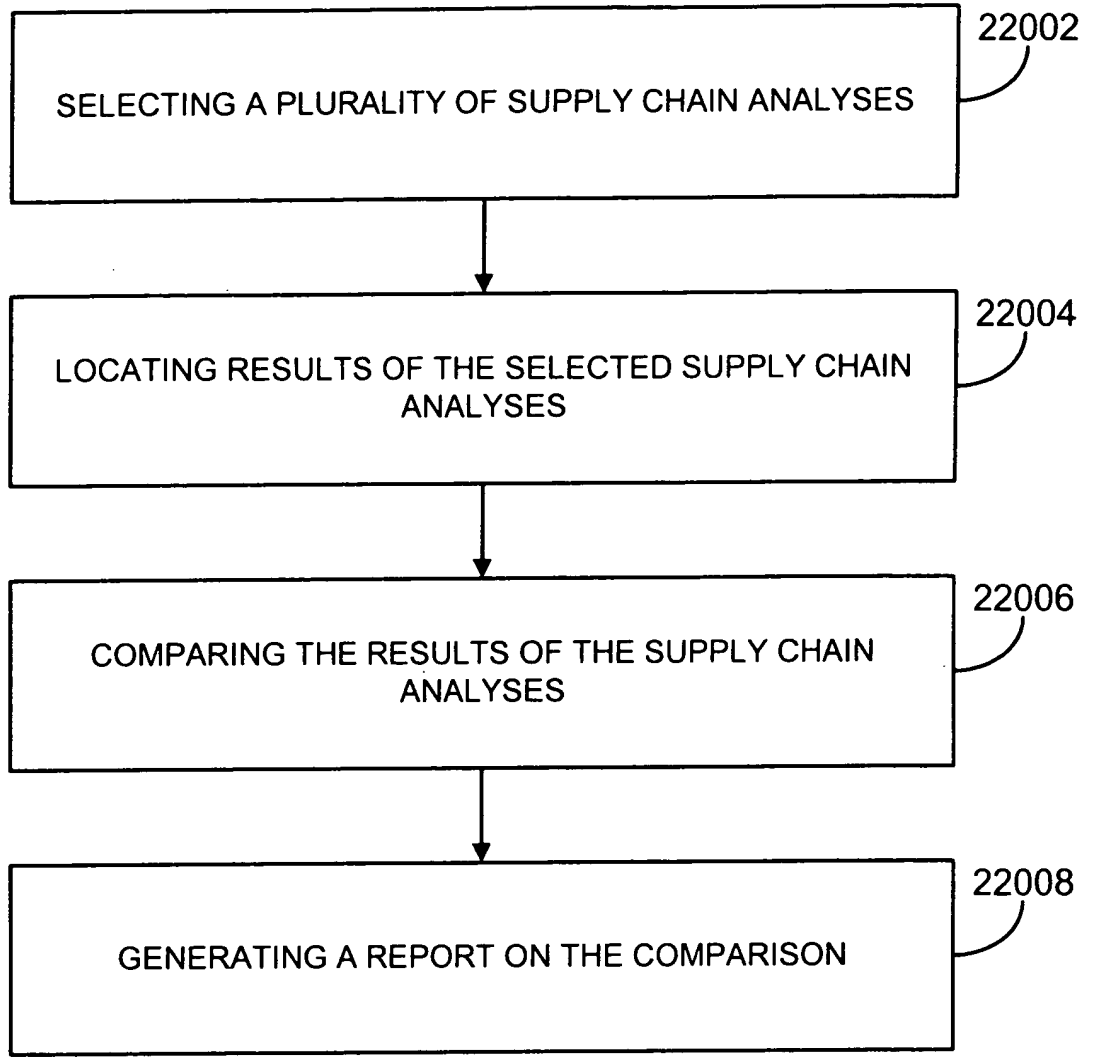 22002
SELECTING A PLURALITY OF SUPPLY CHAIN ANALYSES
22004
LOCATING RESULTS OF THE SELECTED SUPPLY CHAIN
ANALYSES
22006
COMPARING THE RESULTS OF THE SUPPLY CHAIN
ANALYSES
22008
GENERATING A REPORT ON THE COMPARISON